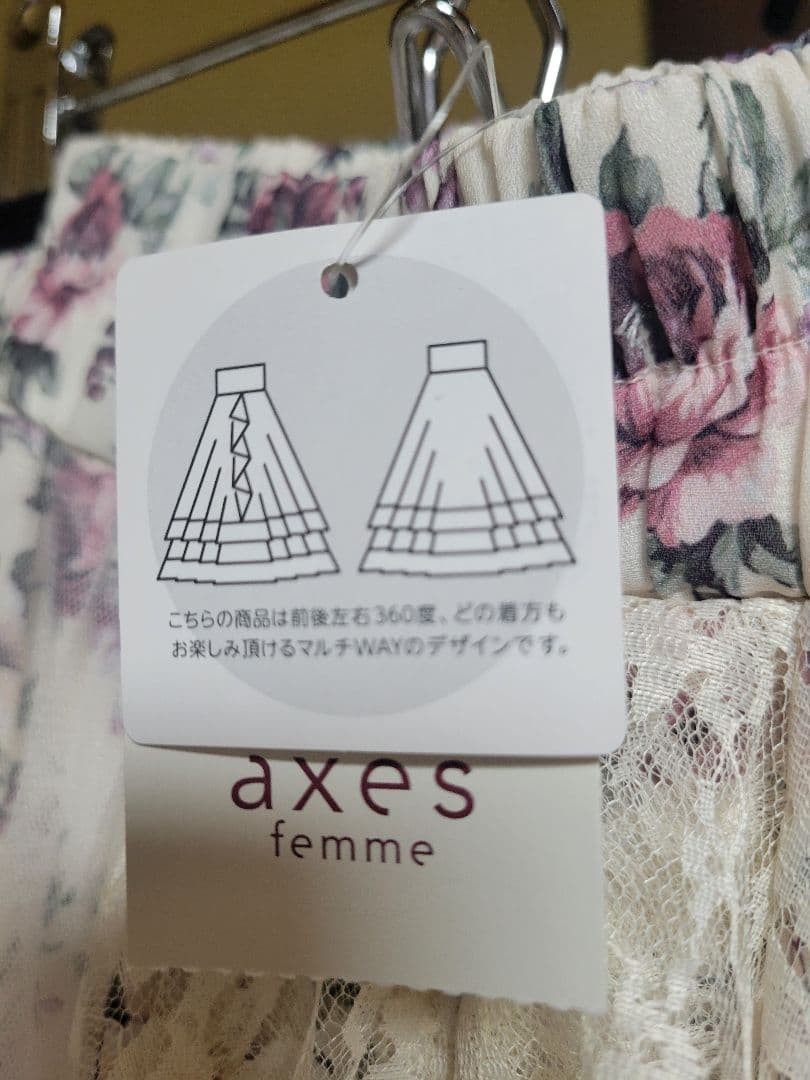 こちらの商品は前後左右360度、どの着方も
お楽しみ頂けるマルチWAYのデザインです。
axes
femme